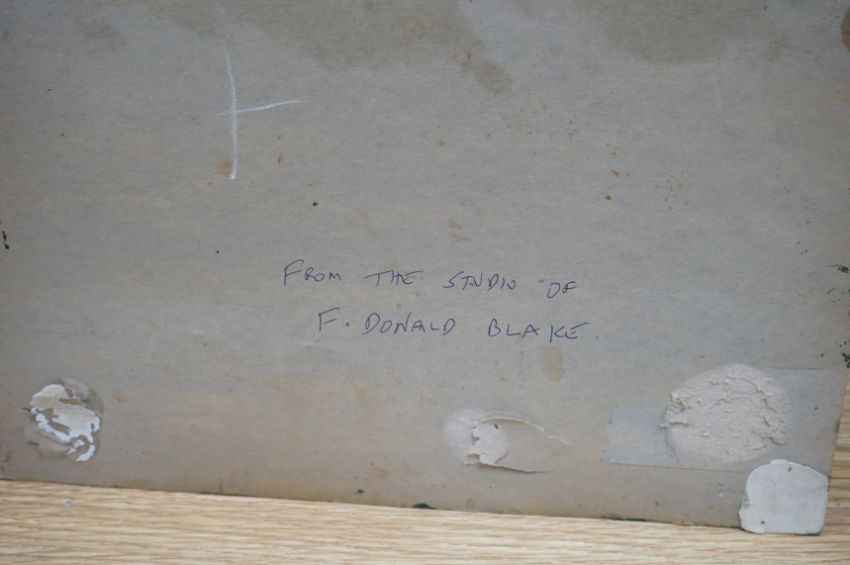 FROM THE STUDIO OF
F. DONALD BLAKE.